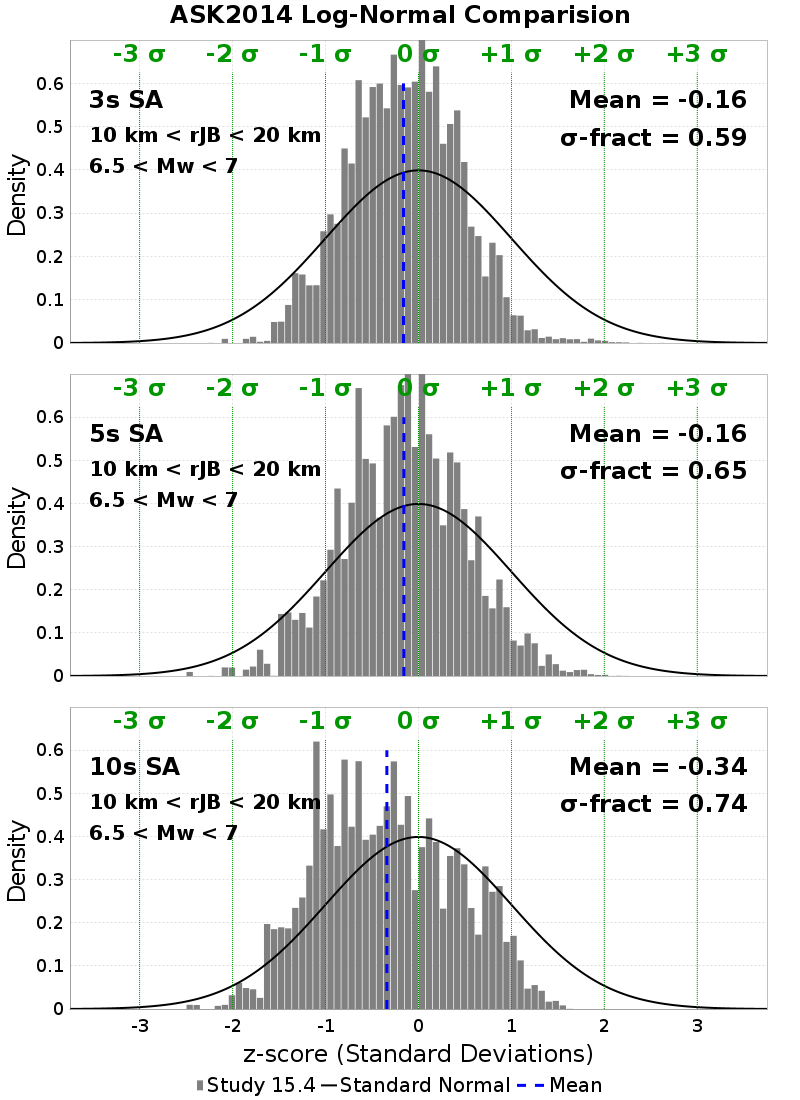 ASK2014 Log-Normal Comparision
-3 σ -2 σ -1 σ 0 σ +1 σ +2 σ +3 σ
3s SA
10 km < rJB < 20 km
6.5 < Mw < 7
Mean = -0.16
σ-fract = 0.59
0.6
0.5
0.4
0.3
0.2
0.1
0
Density
-3 σ -2 σ -1 σ 0 σ +1 σ +2 σ +3 σ
5s SA
10 km < rJB < 20 km
6.5 < Mw < 7
Mean = -0.16
σ-fract = 0.65
0.6
0.5
0.4
0.3
0.2
0.1
0
Density
-3 σ -2 σ -1 σ 0 σ +1 σ +2 σ +3 σ
10s SA
10 km < rJB < 20 km
6.5 < Mw < 7
Mean = -0.34
σ-fract = 0.74
0.6
0.5
0.4
0.3
0.2
0.1
0
Density
-3 -2 -1 0 1 2 3
z-score (Standard Deviations)
Study 15.4 Standard Normal Mean